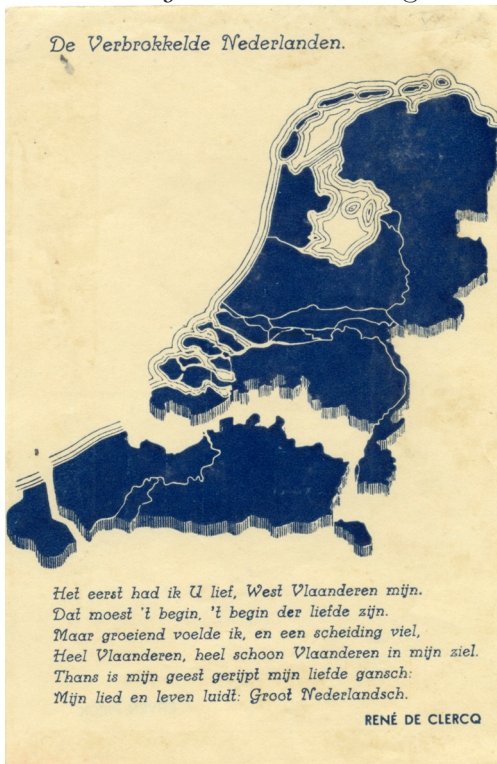 De Verbrokkelde Nederlanden.
Het eerst had ik U lief, West Vlaanderen mijn.
Dat moest 't begin, 't begin der liefde zijn.
Maar groeiend voelde ik, en een scheiding viel,
Heel Vlaanderen, heel schoon Vlaanderen in mijn ziel.
Thans is mijn geest gerijpt mijn liefde gansch:
Mijn lied en leven luidt: Groot Nederlandsch.
RENÉ DE CLERCQ